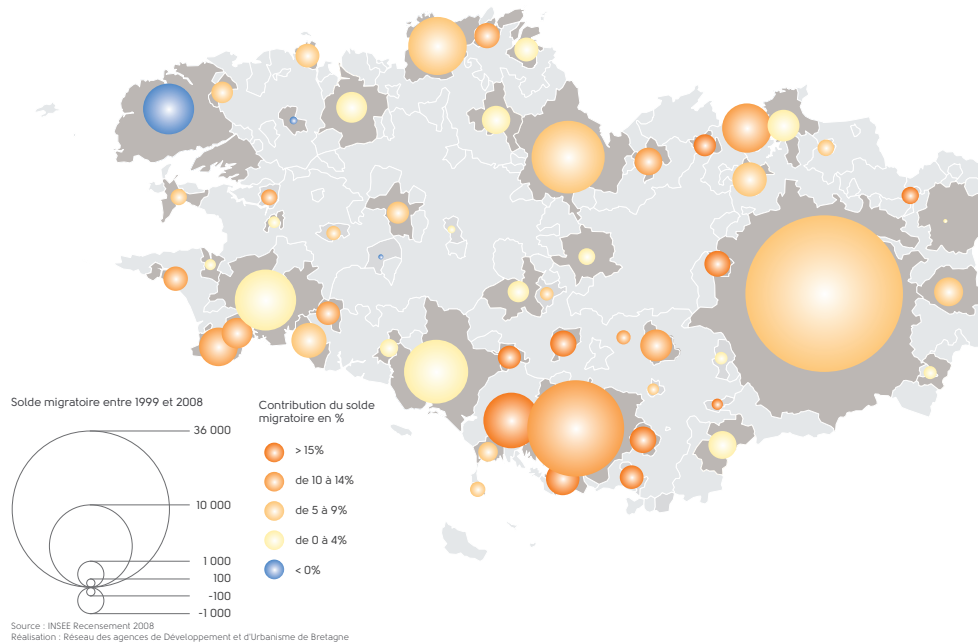 Solde migratoire entre 1999 et 2008
36 000
10 000
1 000
100
-100
-1 000
Contribution du solde
migratoire en %
> 15%
de 10 à 14%
de 5 à 9%
de 0 à 4%
< 0%
Source : INSEE Recensement 2008
Réalisation : Réseau des agences de Développement et d'Urbanisme de Bretagne